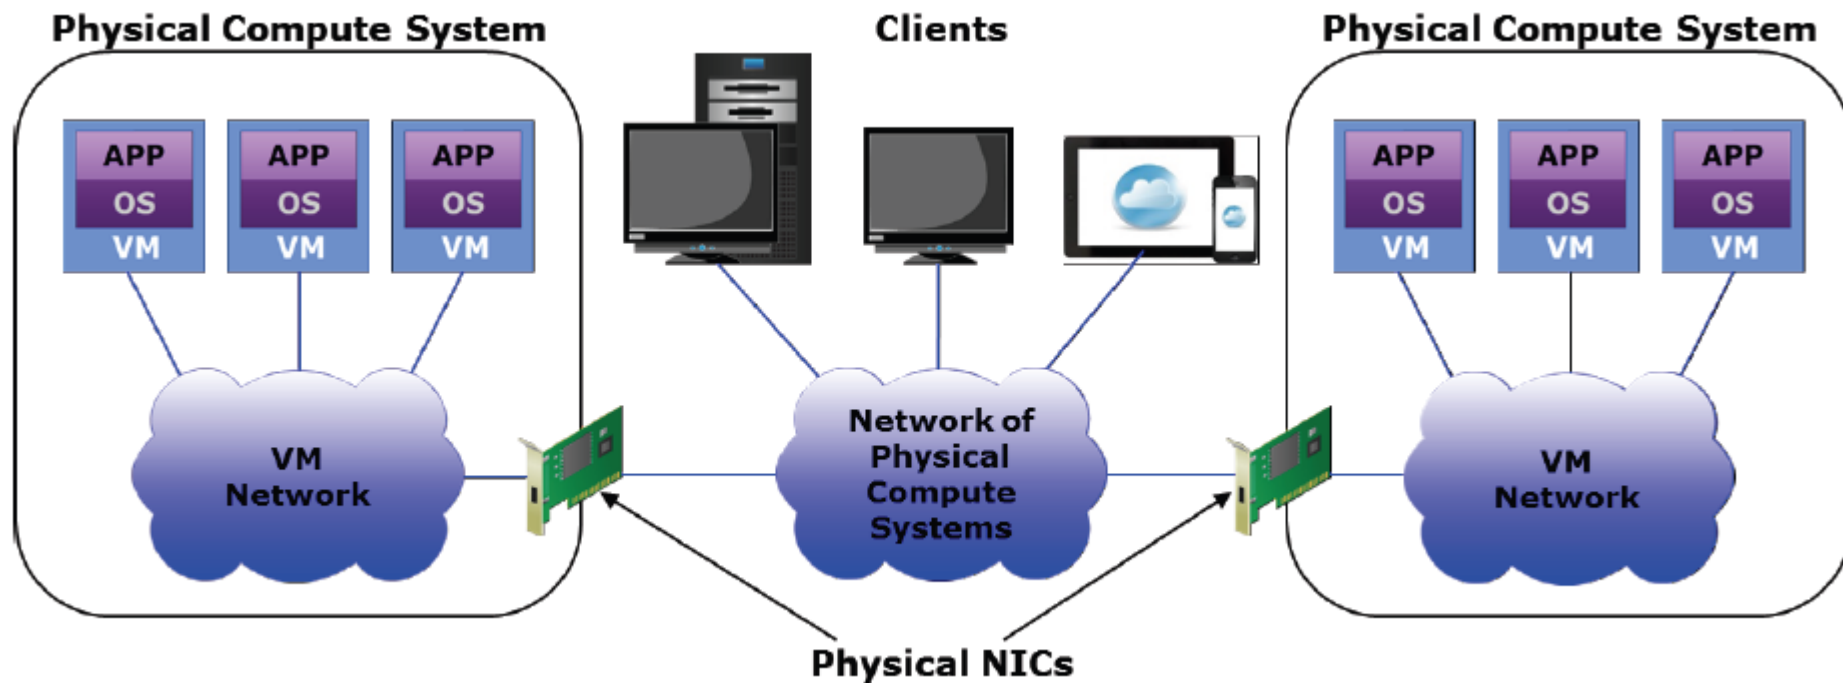 Physical Compute System
Clients
Physical Compute System
APP
OS
VM
APP
OS
VM
APP
OS
VM
APP
OS
VM
APP
OS
VM
APP
OS
VM
VM
Network
Network of
Physical
Compute
Systems
VM
Network
Physical NICs